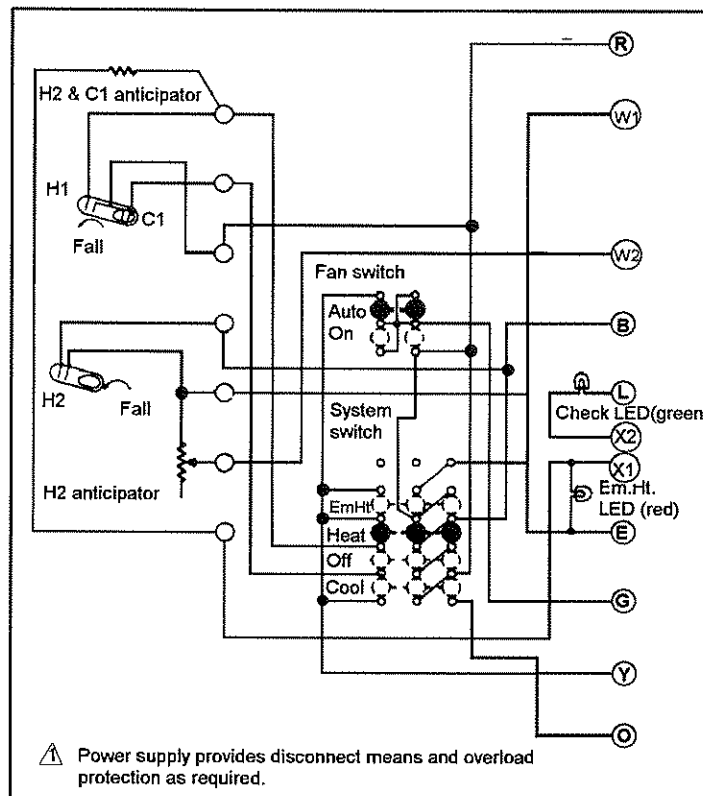 R
H2 & C1 anticipator
W1
H1
C1
Fall
W2
Fan switch
Auto
On
B
H2
Fall
System
switch
L
Check LED(green
X2
X1
H2 anticipator
Em.Ht.
LED (red)
EmHt
Heat
E
Off
Cool
G
Y
O
1 Power supply provides disconnect means and overload
protection as required.